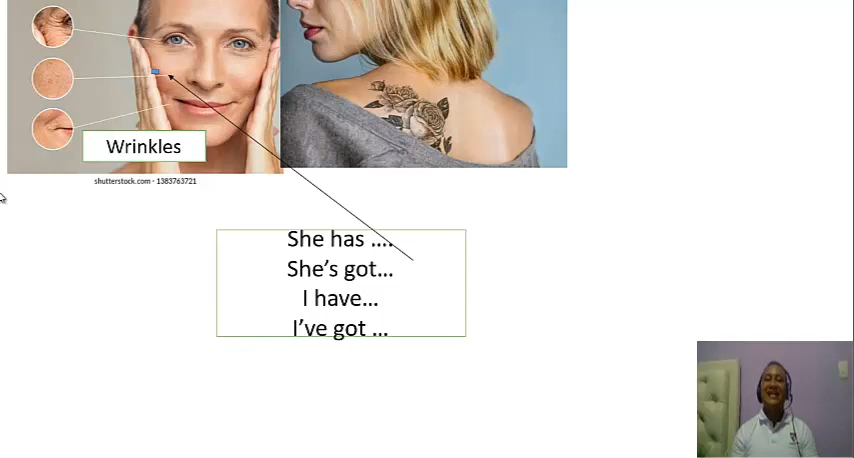 Wrinkles
shutterstock.com · 1383763721
She has ....
She’s got...
I have...
I’ve got ...